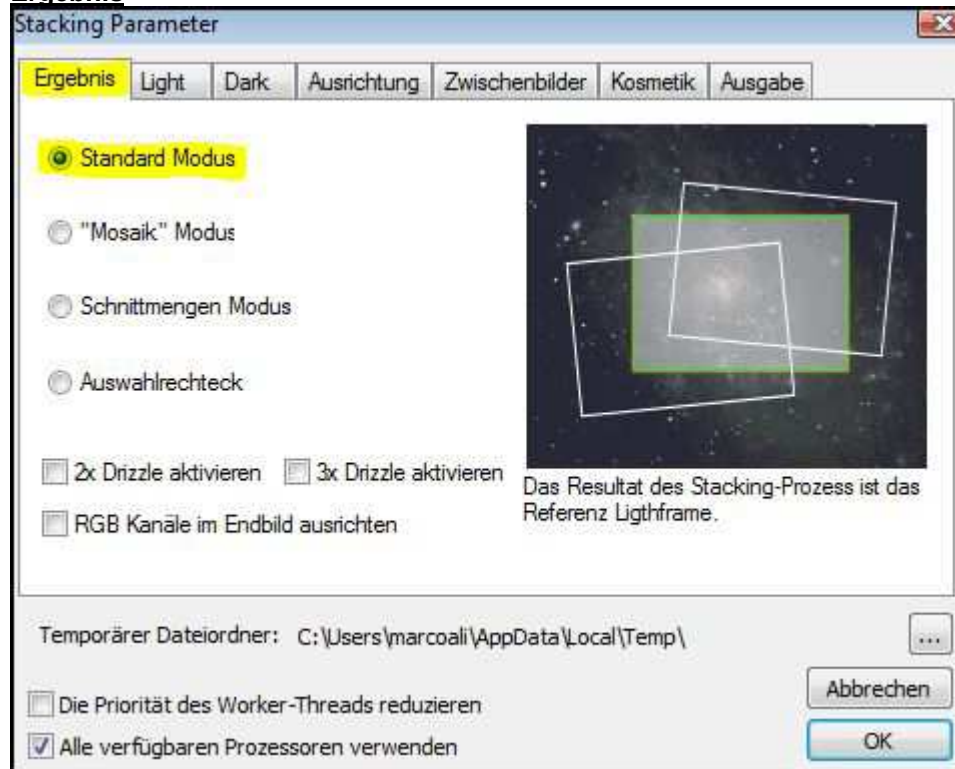 Ergebnis
Stacking Parameter
Ergebnis Light Dark Ausrichtung Zwischenbilder Kosmetik Ausgabe
Standard Modus
"Mosaik" Modus
Schnittmengen Modus
Auswahlrechteck
2x Drizzle aktivieren 3x Drizzle aktivieren
RGB Kanäle im Endbild ausrichten
Das Resultat des Stacking-Prozess ist das
Referenz Ligthframe.
Temporärer Dateiordner: C:\Users\marcoali\AppData\Local\Temp\ ...
Die Priorität des Worker-Threads reduzieren
Alle verfügbaren Prozessoren verwenden
Abbrechen
OK